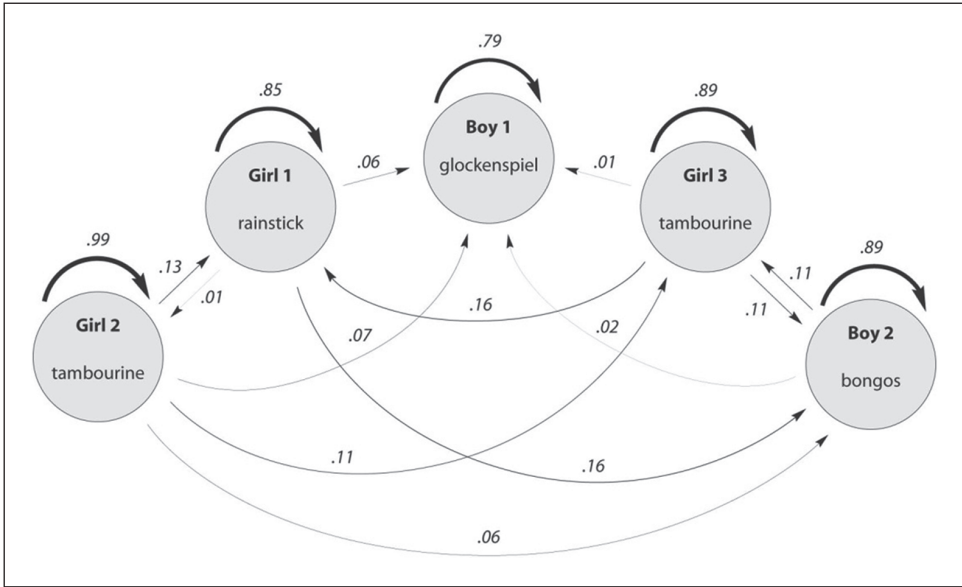 .79
.85
.89
Boy 1
glockenspiel
.06
.01
Girl 1
rainstick
Girl 3
tambourine
.99
.13
.01
.89
.11
.11
Girl 2
tambourine
.16
.07
.02
Boy 2
bongos
.11
.16
.06